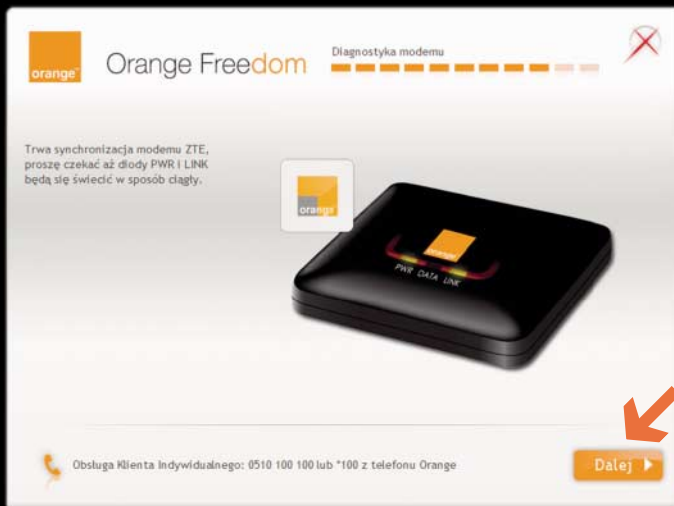 orange™
Orange Freedom
Diagnostyka modemu
Trwa synchronizacja modemu ZTE,
proszę czekać aż diody PWR i LINK
będą się świecić w sposób ciągły.
orange
orange
PWR DATA LINK
Obsługa Klienta Indywidualnego: 0510 100 100 lub *100 z telefonu Orange
Dalej